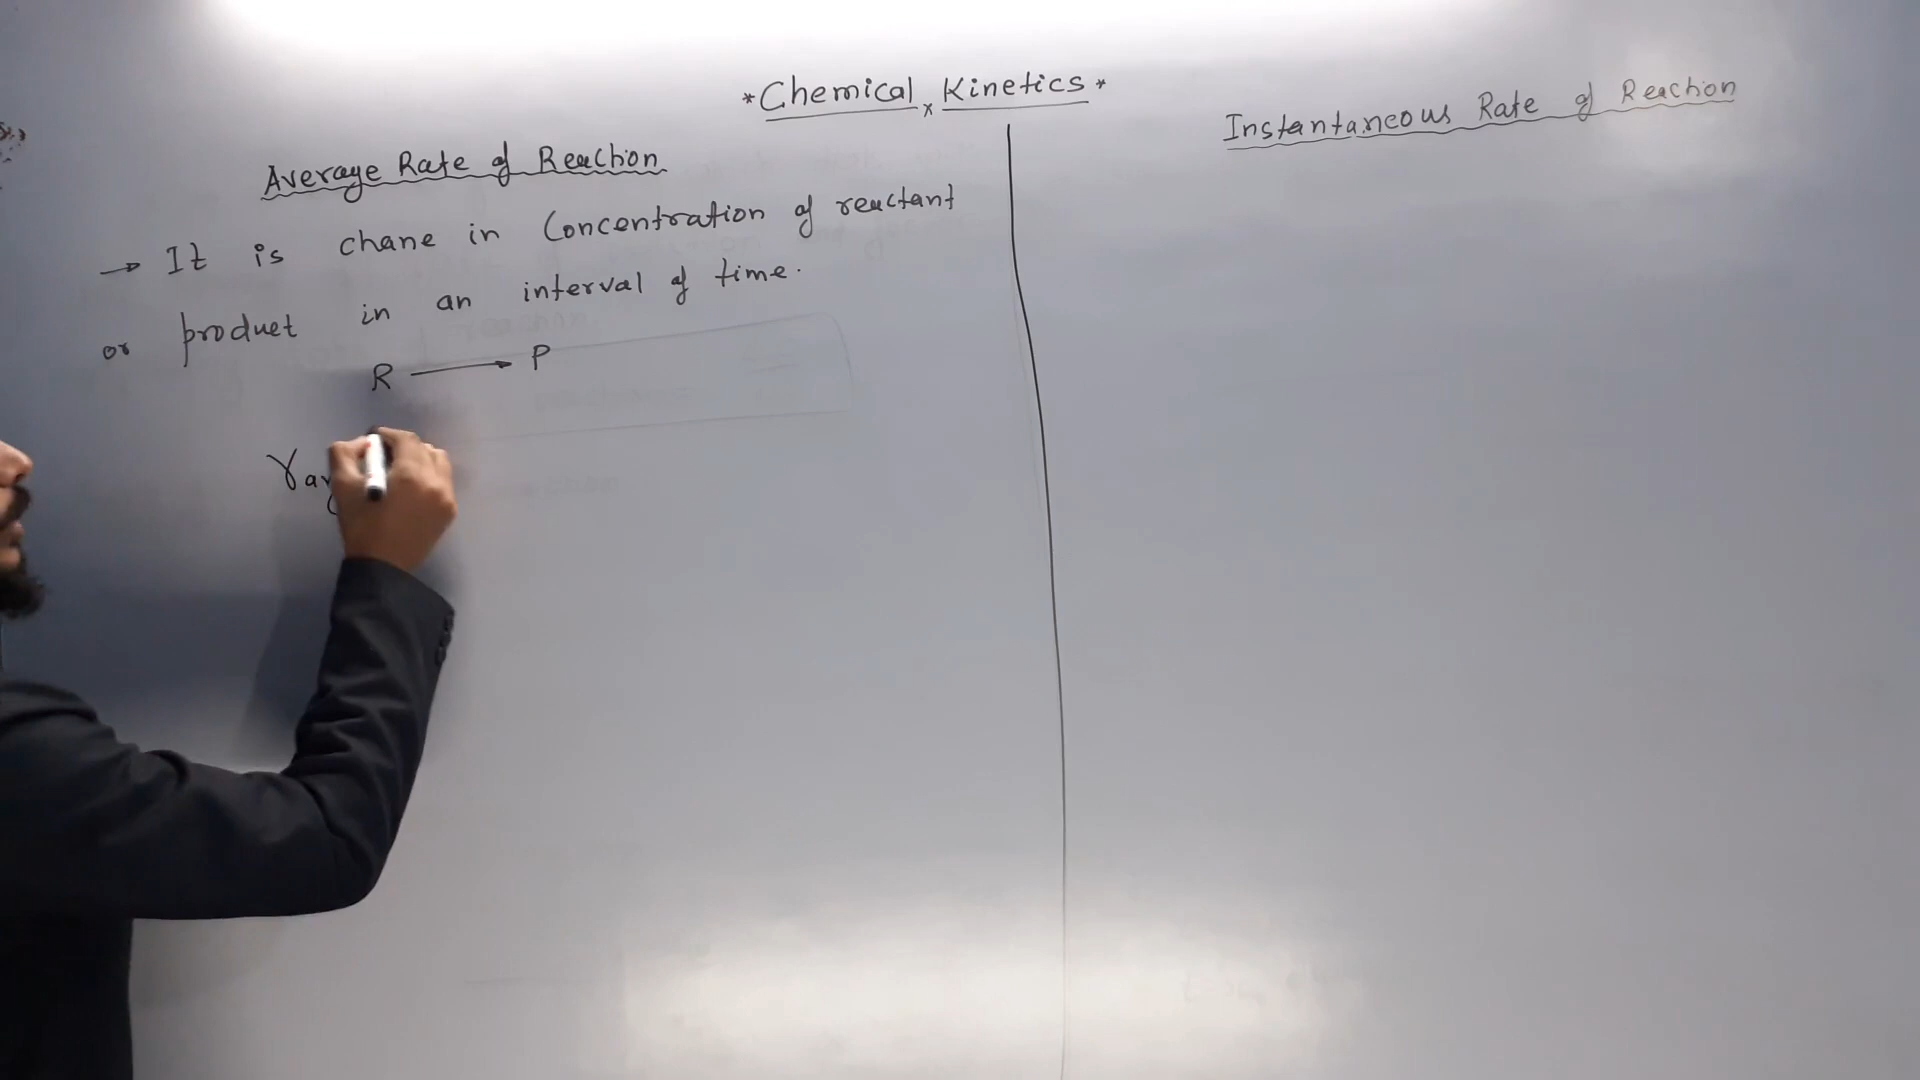 *Chemical x Kinetics*
Average Rate of Reaction
→ It is chane in Concentration of reactant
or product in an interval of time.
R → P
rav
Instantaneous Rate of Reaction